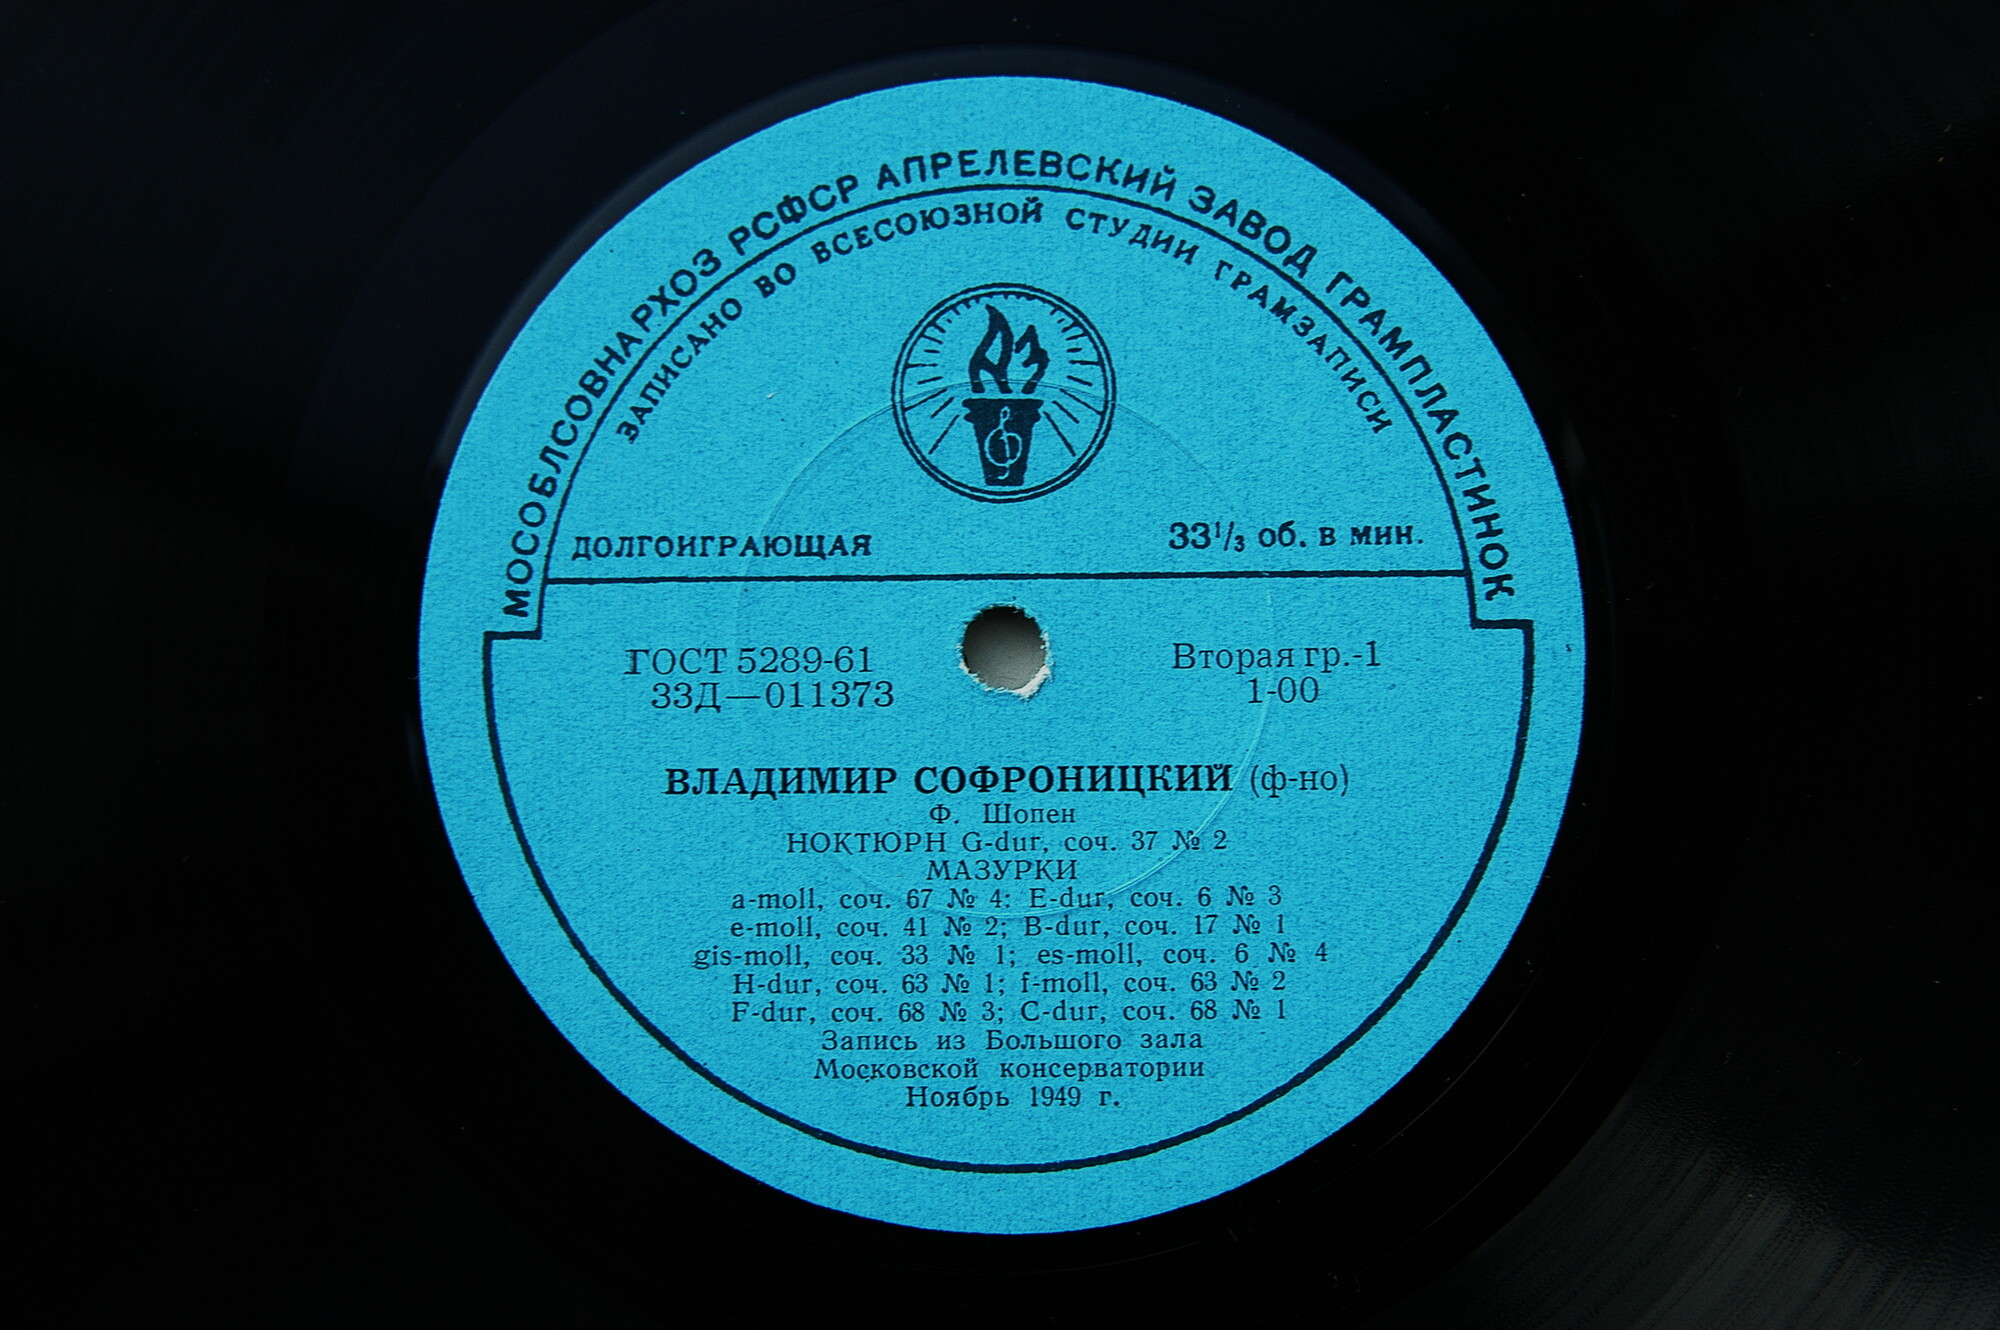 МОСОБЛСОВНАРХОЗ РСФСР АПРЕЛЕВСКИЙ ЗАВОД ГРАМПЛАСТИНОК
ЗАПИСАНО ВО ВСЕСОЮЗНОЙ СТУДИИ ГРАМЗАПИСИ
АЗ
ДОЛГОИГРАЮЩАЯ
33⅓ об. в мин.
ГОСТ 5289-61
33Д—011373
Вторая гр.-1
1-00
ВЛАДИМИР СОФРОНИЦКИЙ (ф-но)
Ф. Шопен
НОКТЮРН G-dur, соч. 37 № 2
МАЗУРКИ
a-moll, соч. 67 № 4: E-dur, соч. 6 № 3
e-moll, соч. 41 № 2; B-dur, соч. 17 № 1
gis-moll, соч. 33 № 1; es-moll, соч. 6 № 4
H-dur, соч. 63 № 1; f-moll, соч. 63 № 2
F-dur, соч. 68 № 3; C-dur, соч. 68 № 1
Запись из Большого зала
Московской консерватории
Ноябрь 1949 г.